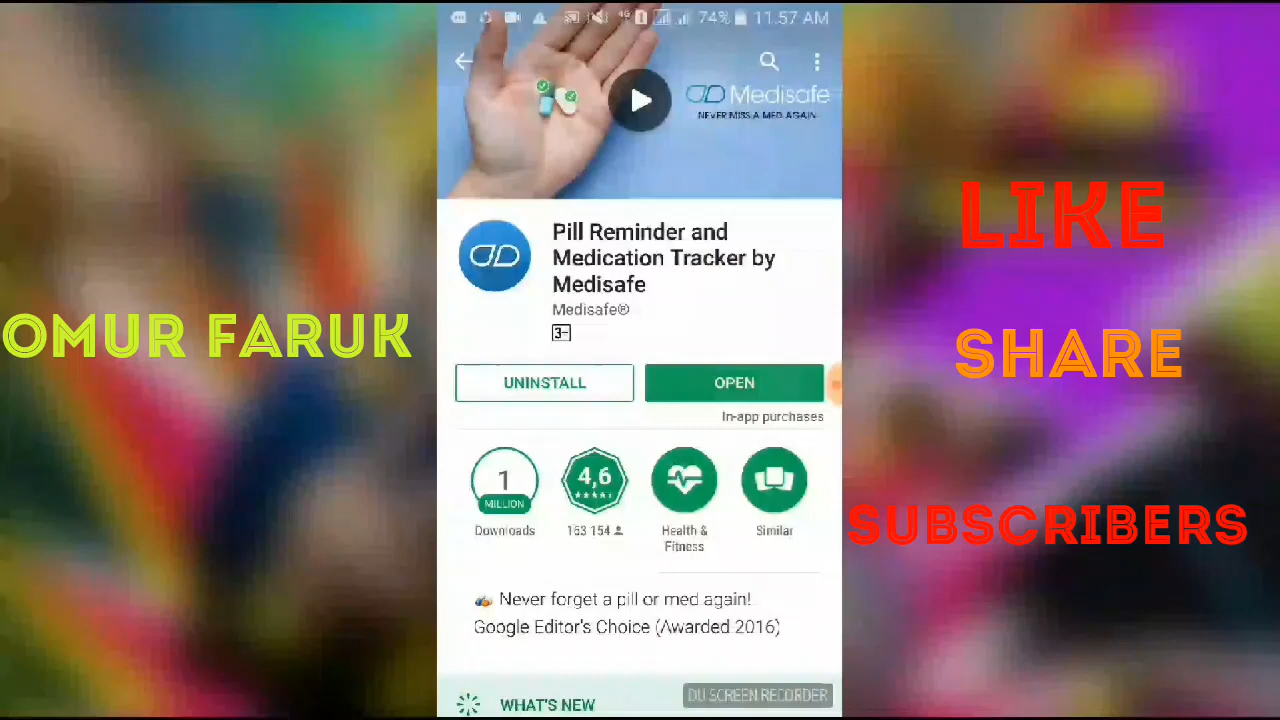 4G 1 74% 11.57 AM
Medisafe
NEVER MISS A MED AGAIN
Pill Reminder and
Medication Tracker by
Medisafe
Medisafe®
3+
UNINSTALL
OPEN
In-app purchases
1
MILLION
Downloads
4,6
163 154
Health &
Fitness
Similar
Never forget a pill or med again!
Google Editor's Choice (Awarded 2016)
WHAT'S NEW
DU SCREEN RECORDER
OMUR FARUK
LIKE
SHARE
SUBSCRIBERS